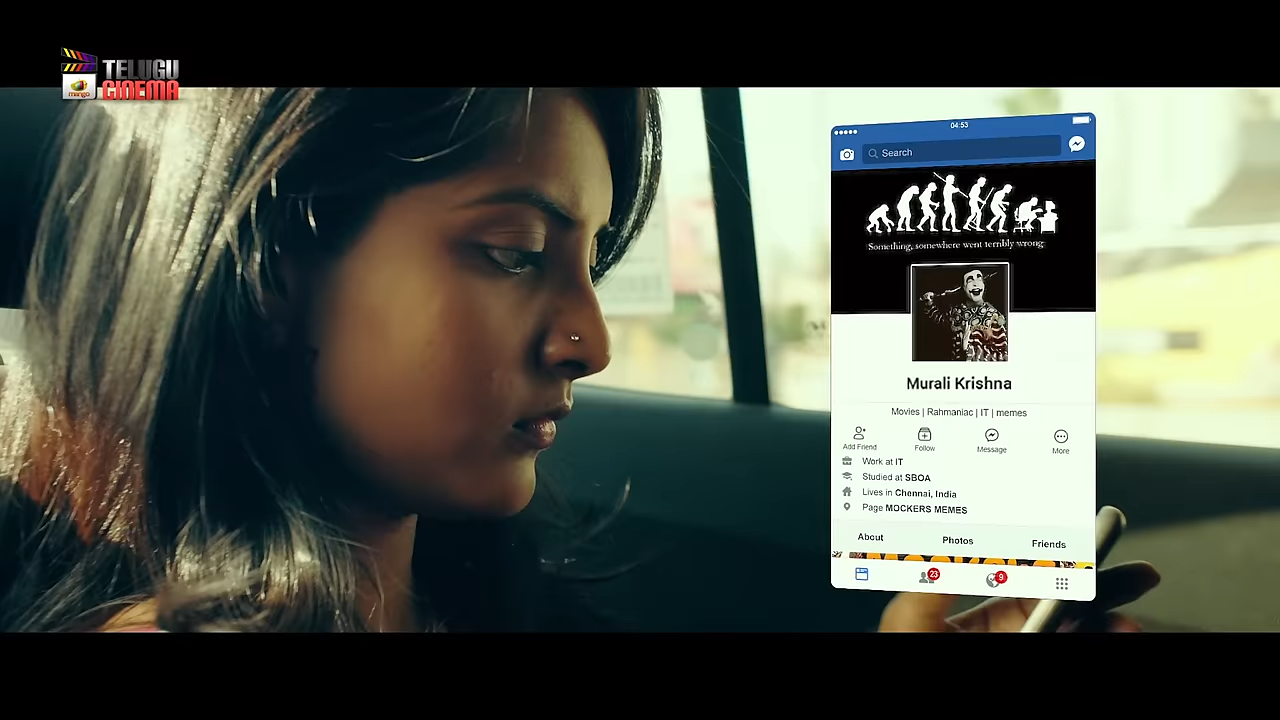 TELUGU
CINEMA
mango
04:53
Search
Something, somewhere went terribly wrong
Murali Krishna
Movies | Rahmaniac | IT | memes
Add Friend
Follow
Message
More
Work at IT
Studied at SBOA
Lives in Chennai, India
Page MOCKERS MEMES
About
Photos
Friends
23
9